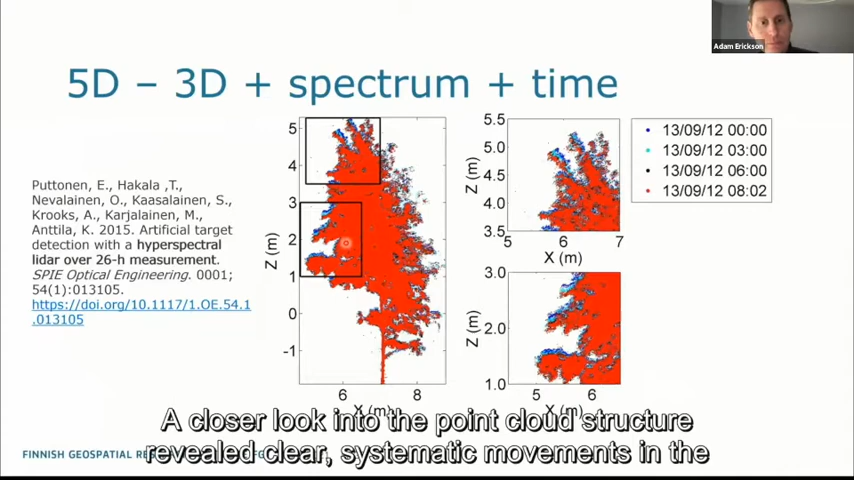 Adam Erickson
5D – 3D + spectrum + time
Puttonen, E., Hakala ,T.,
Nevalainen, O., Kaasalainen, S.,
Krooks, A., Karjalainen, M.,
Anttila, K. 2015. Artificial target
detection with a hyperspectral
lidar over 26-h measurement.
SPIE Optical Engineering. 0001;
54(1):013105.
https://doi.org/10.1117/1.OE.54.1
.013105
5
4
3
2
1
0
-1
Z (m)
6
8
X (m)
5.5
5.0
4.5
4.0
3.5
Z (m)
5
6
7
X (m)
3.0
2.0
1.0
Z (m)
5
6
X (m)
13/09/12 00:00
13/09/12 03:00
13/09/12 06:00
13/09/12 08:02
A closer look into the point cloud structure
revealed clear, systematic movements in the
FINNISH GEOSPATIAL